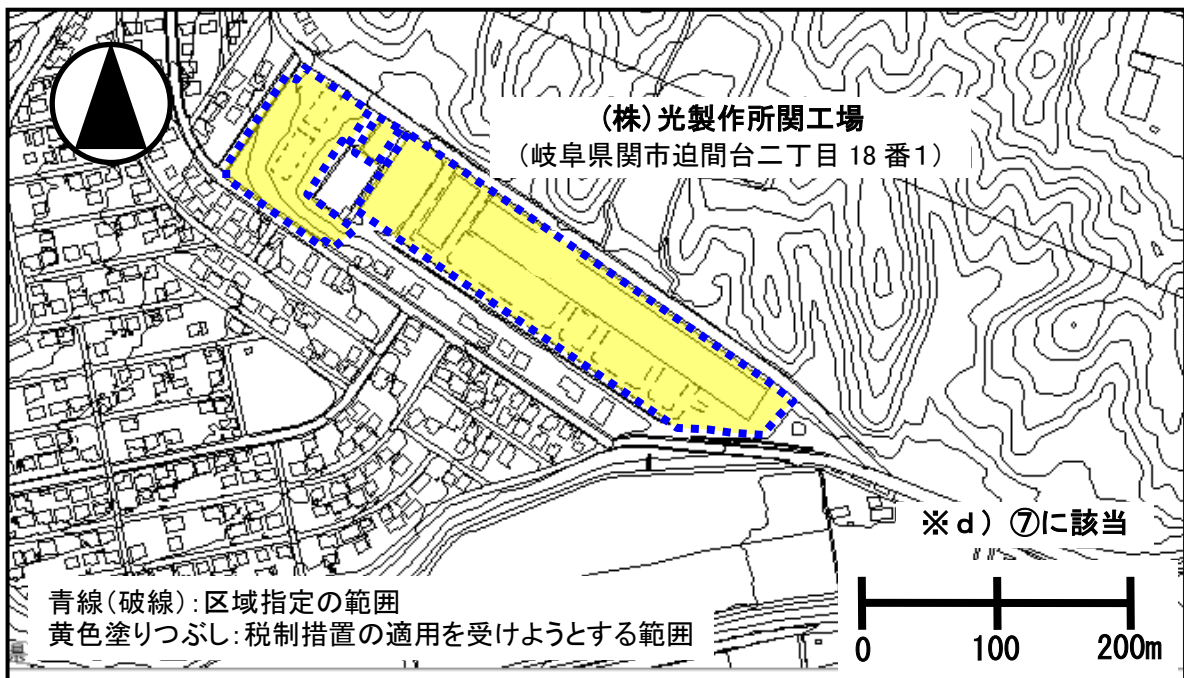 (株)光製作所関工場
（岐阜県関市迫間台二丁目 18 番１）
※ｄ） ⑦に該当
青線（破線）：区域指定の範囲
黄色塗りつぶし：税制措置の適用を受けようとする範囲
0 100 200m
県